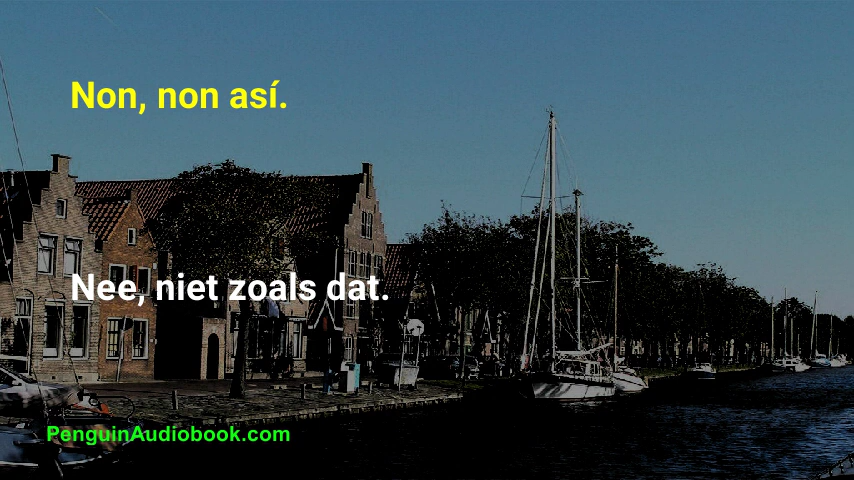 Non, non así.
Nee, niet zoals dat.
PenguinAudiobook.com